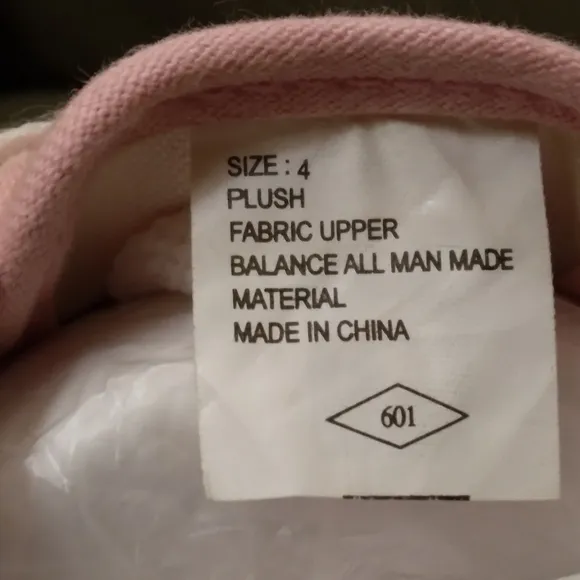 SIZE : 4
PLUSH
FABRIC UPPER
BALANCE ALL MAN MADE
MATERIAL
MADE IN CHINA
601